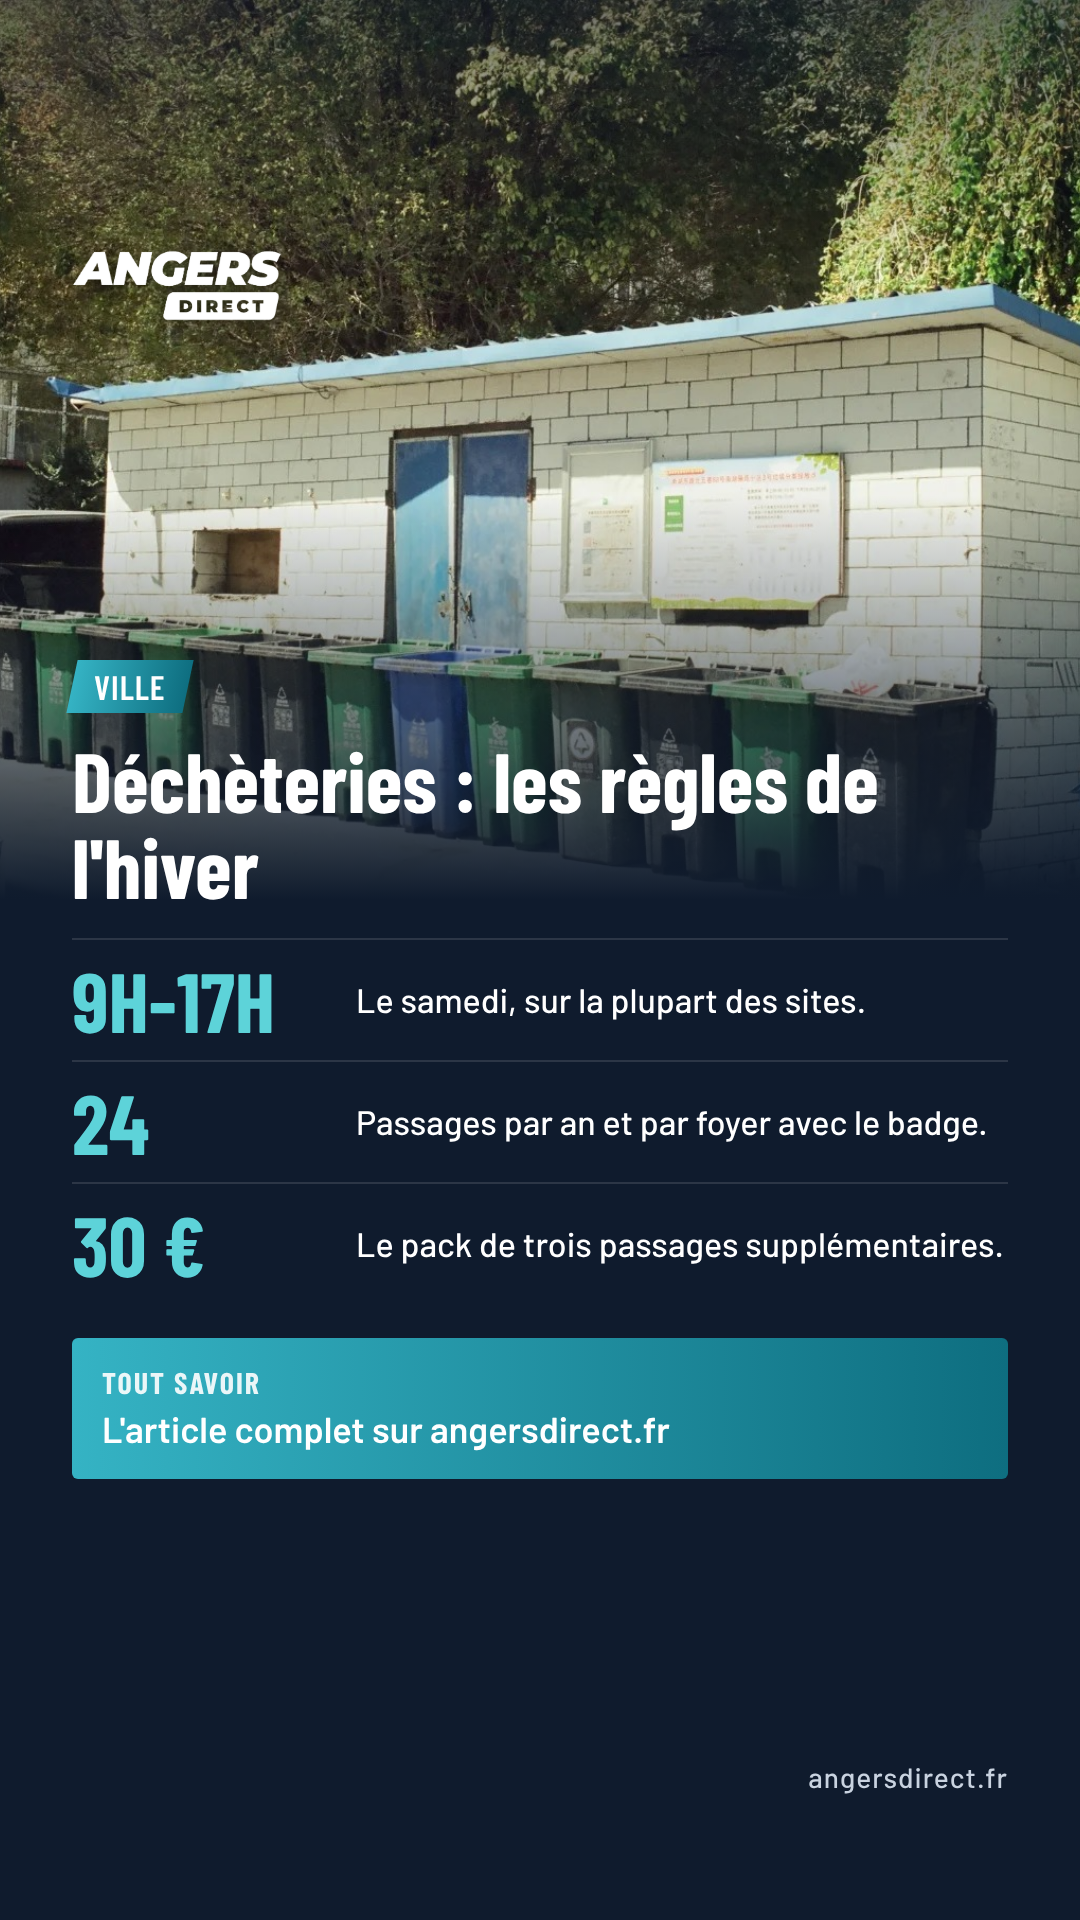 ANGERS
DIRECT
VILLE
Déchèteries : les règles de
l'hiver
9H-17H
Le samedi, sur la plupart des sites.
24
Passages par an et par foyer avec le badge.
30 €
Le pack de trois passages supplémentaires.
TOUT SAVOIR
L'article complet sur angersdirect.fr
angersdirect.fr